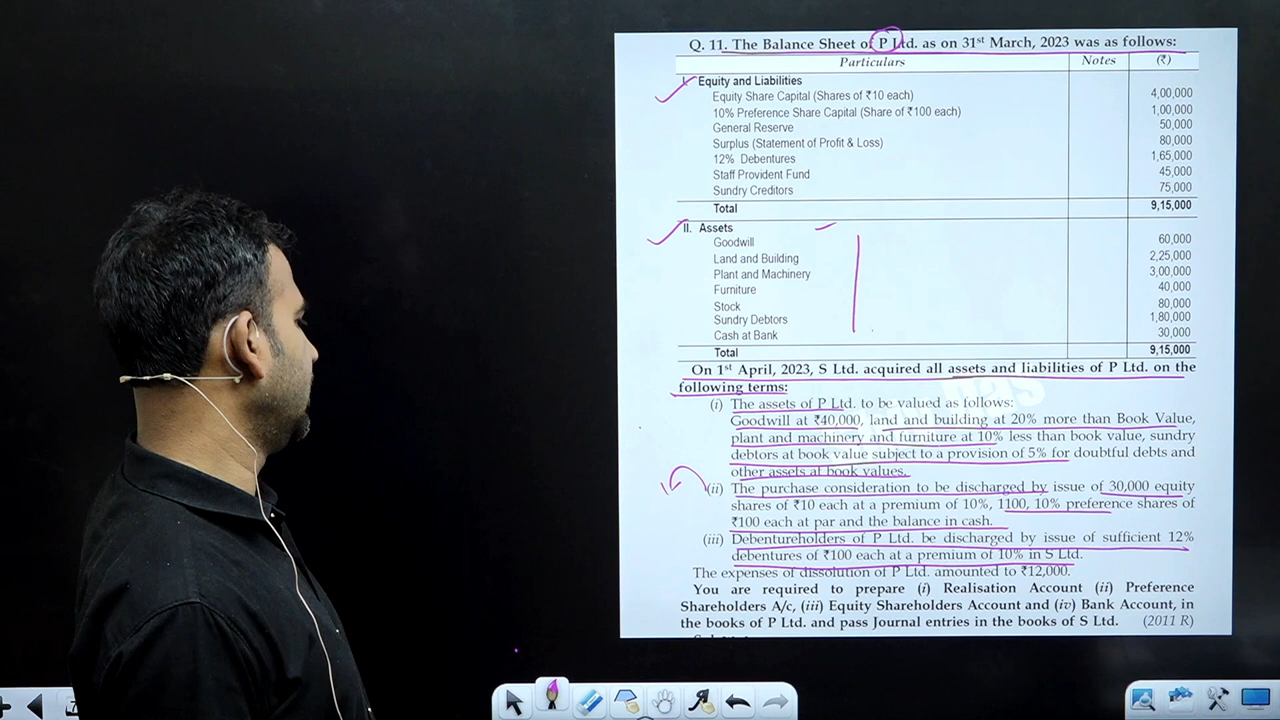 Q. 11. The Balance Sheet of P Ltd. as on 31st March, 2023 was as follows:
Particulars Notes (₹)
I. Equity and Liabilities
Equity Share Capital (Shares of ₹10 each) 4,00,000
10% Preference Share Capital (Share of ₹100 each) 1,00,000
General Reserve 50,000
Surplus (Statement of Profit & Loss) 80,000
12% Debentures 1,65,000
Staff Provident Fund 45,000
Sundry Creditors 75,000
Total 9,15,000
II. Assets
Goodwill 60,000
Land and Building 2,25,000
Plant and Machinery 3,00,000
Furniture 40,000
Stock 80,000
Sundry Debtors 1,80,000
Cash at Bank 30,000
Total 9,15,000
On 1st April, 2023, S Ltd. acquired all assets and liabilities of P Ltd. on the
following terms:
(i) The assets of P Ltd. to be valued as follows:
Goodwill at ₹40,000, land and building at 20% more than Book Value,
plant and machinery and furniture at 10% less than book value, sundry
debtors at book value subject to a provision of 5% for doubtful debts and
other assets at book values.
(ii) The purchase consideration to be discharged by issue of 30,000 equity
shares of ₹10 each at a premium of 10%, 1100, 10% preference shares of
₹100 each at par and the balance in cash.
(iii) Debentureholders of P Ltd. be discharged by issue of sufficient 12%
debentures of ₹100 each at a premium of 10% in S Ltd.
The expenses of dissolution of P Ltd. amounted to ₹12,000.
You are required to prepare (i) Realisation Account (ii) Preference
Shareholders A/c, (iii) Equity Shareholders Account and (iv) Bank Account, in
the books of P Ltd. and pass Journal entries in the books of S Ltd. (2011 R)